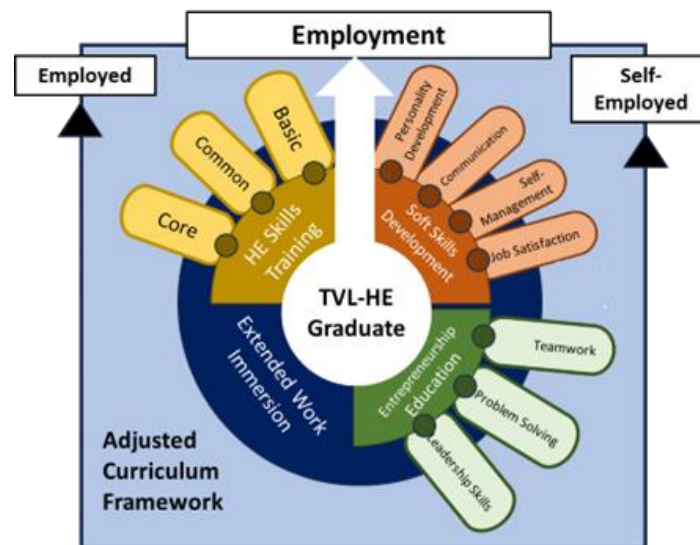 Employment
Employed
Self-
Employed
Basic
Common
Core
HE Skills
Training
Personality
Development
Communication
Self-
Management
Job Satisfaction
Soft Skills
Development
TVL-HE
Graduate
Extended Work
Immersion
Entrepreneurship
Education
Teamwork
Problem Solving
Leadership Skills
Adjusted
Curriculum
Framework